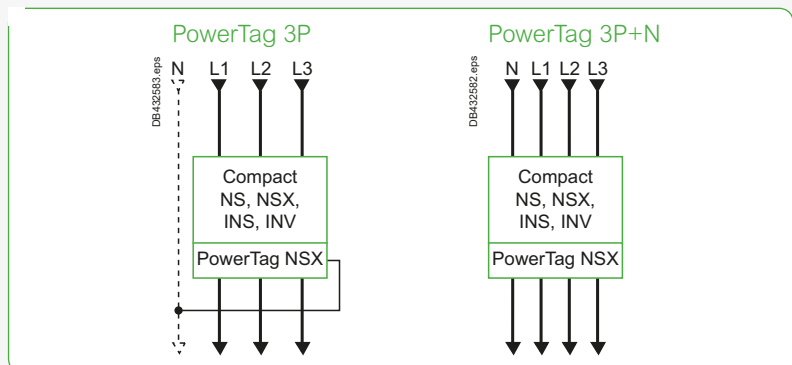 PowerTag 3P
DB432583.eps
N L1 L2 L3
Compact
NS, NSX,
INS, INV
PowerTag NSX
PowerTag 3P+N
DB432582.eps
N L1 L2 L3
Compact
NS, NSX,
INS, INV
PowerTag NSX